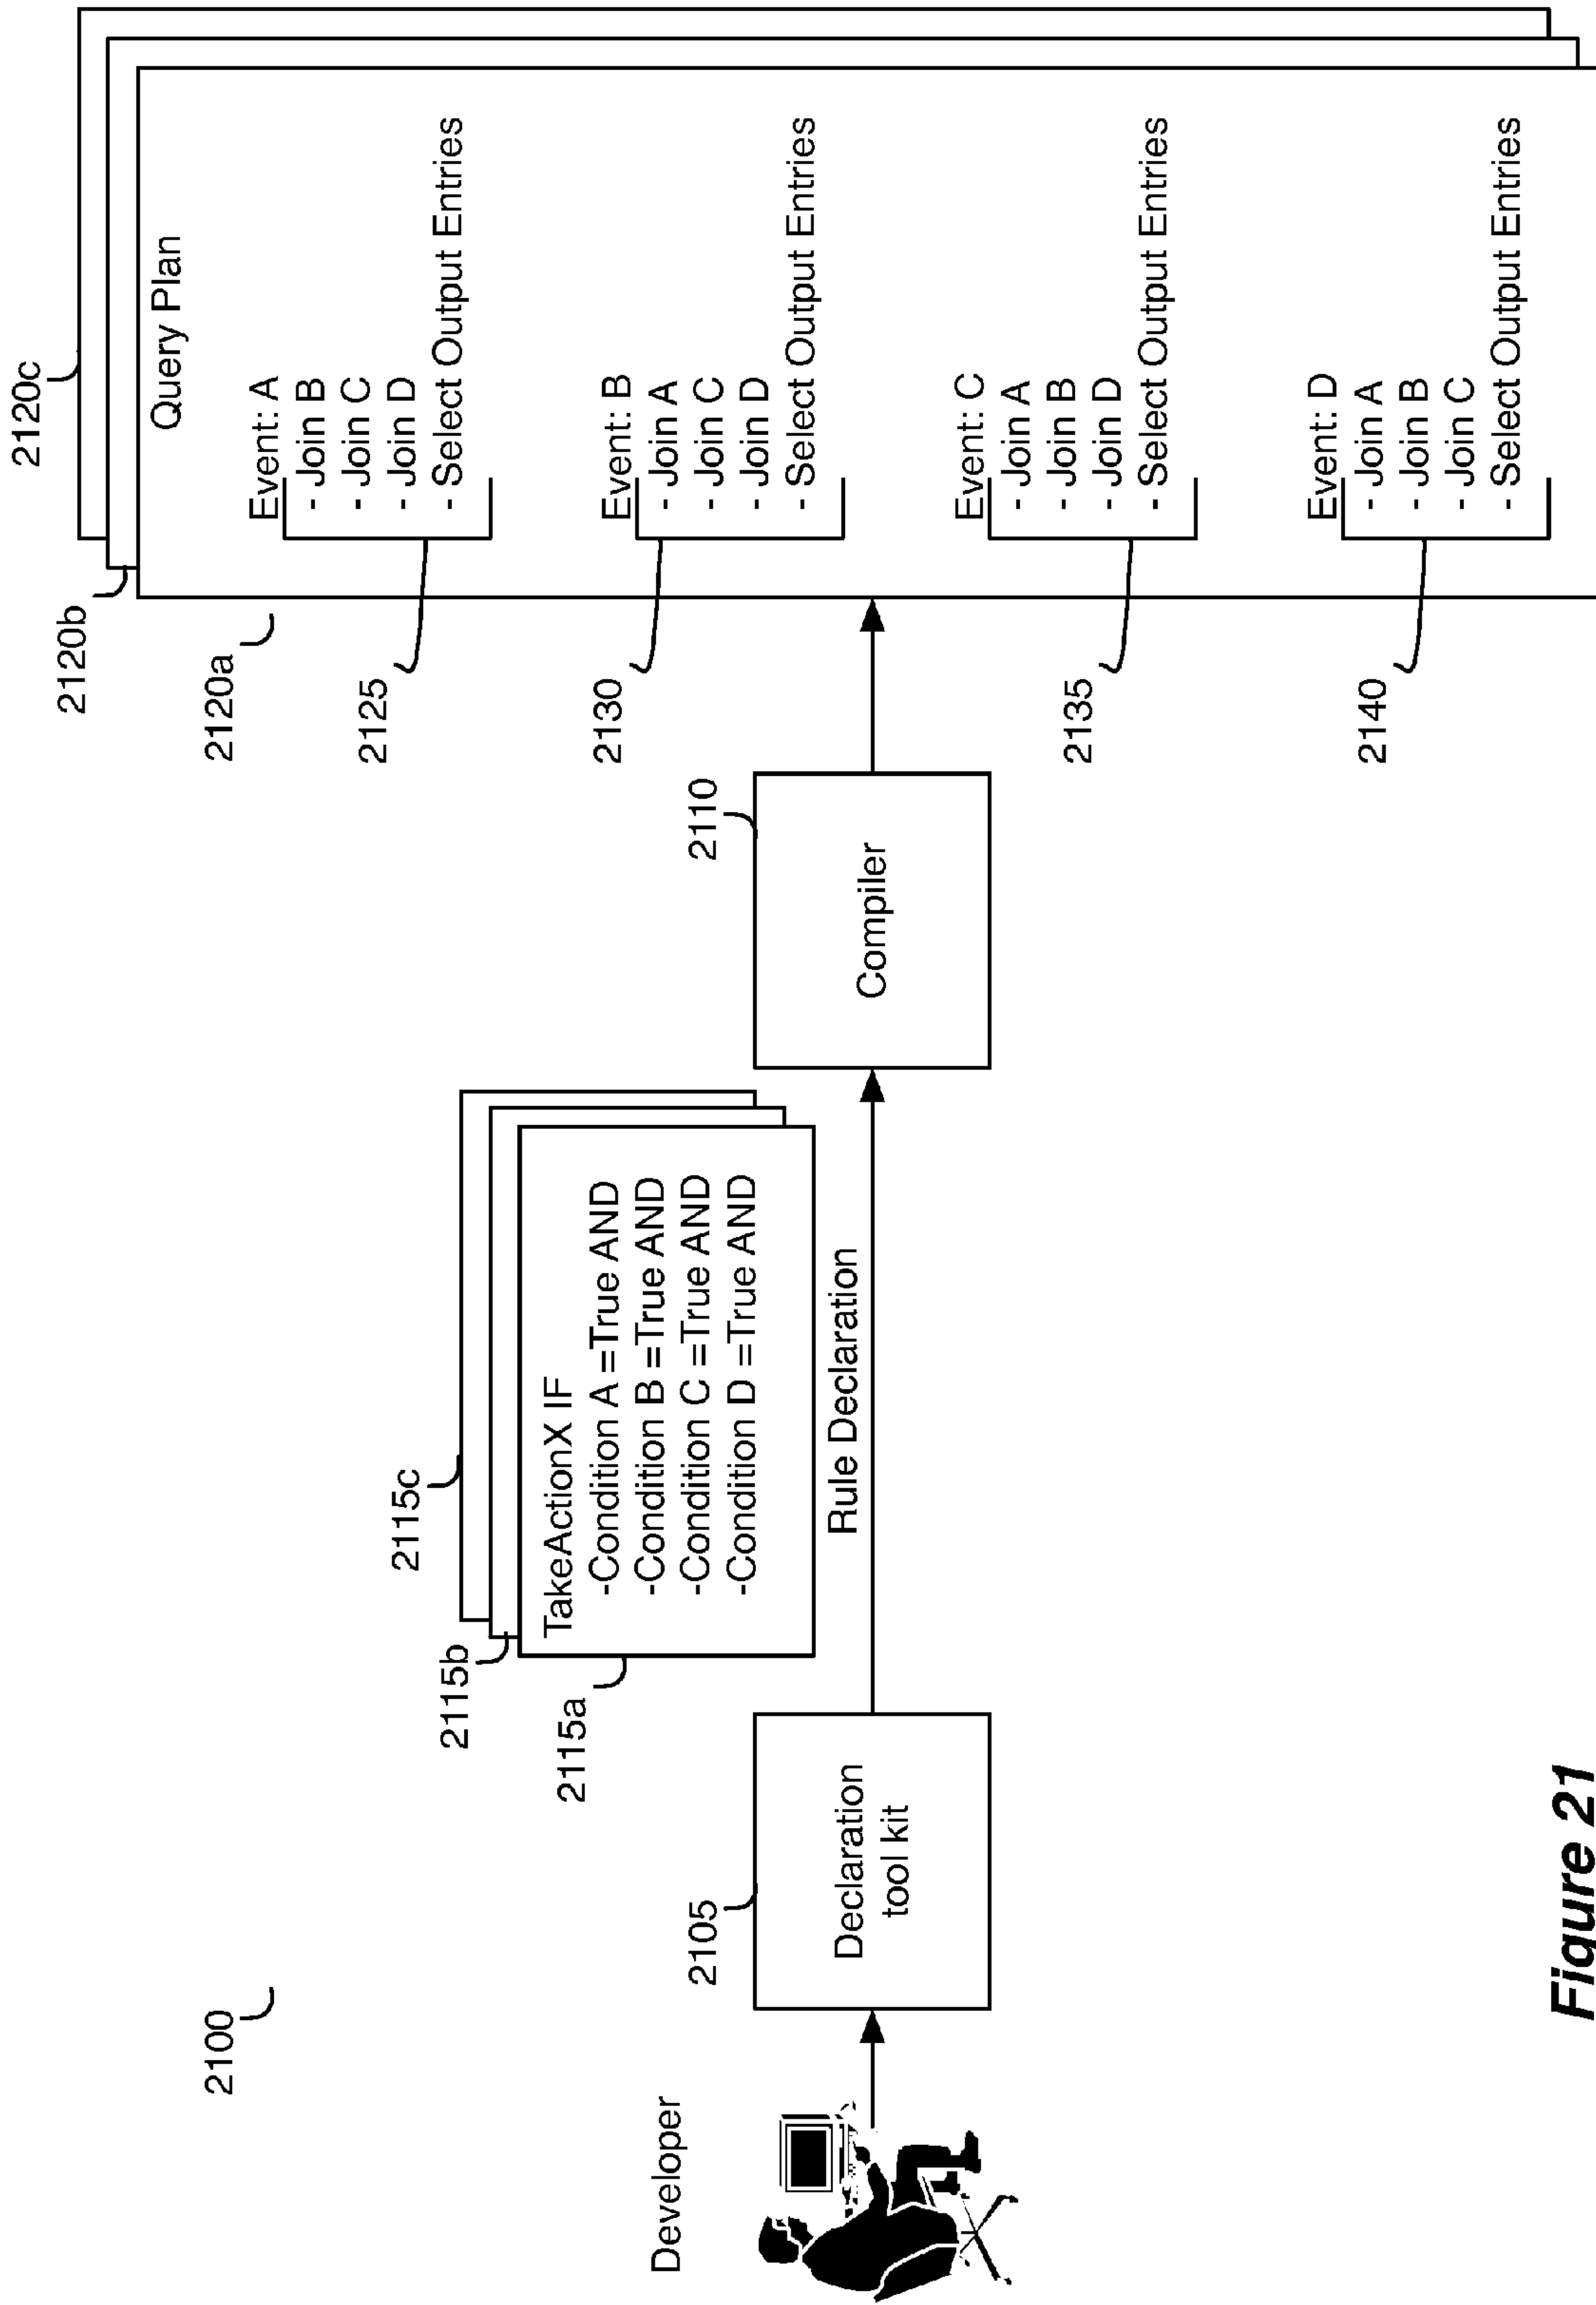 2100
Developer
2105
Declaration
tool kit
2115a
2115b
2115c
TakeActionX IF
-Condition A =True AND
-Condition B =True AND
-Condition C =True AND
-Condition D =True AND
Rule Declaration
2110
Compiler
2120a
2120b
2120c
Query Plan
2125
Event: A
- Join B
- Join C
- Join D
- Select Output Entries
2130
Event: B
- Join A
- Join C
- Join D
- Select Output Entries
2135
Event: C
- Join A
- Join B
- Join D
- Select Output Entries
2140
Event: D
- Join A
- Join B
- Join C
- Select Output Entries
Figure 21